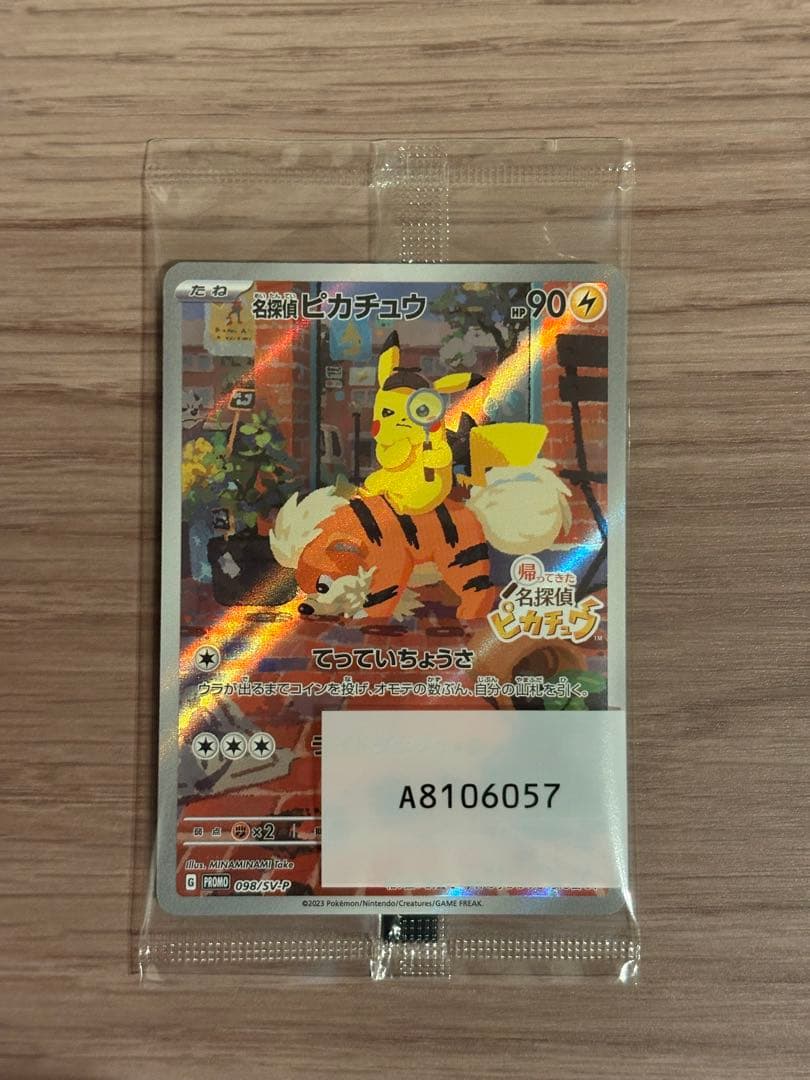 たね
名探偵ピカチュウ
HP90
帰ってきた
名探偵
ピカチュウ
TM
てっていちょうさ
ウラが出るまでコインを投げ、オモテの数ぶん、自分の山札を引く。
A8106057
弱点 ×2
Illus. MINAMINAMI Take
G PROMO 098/SV-P
©2023 Pokémon/Nintendo/Creatures/GAME FREAK.